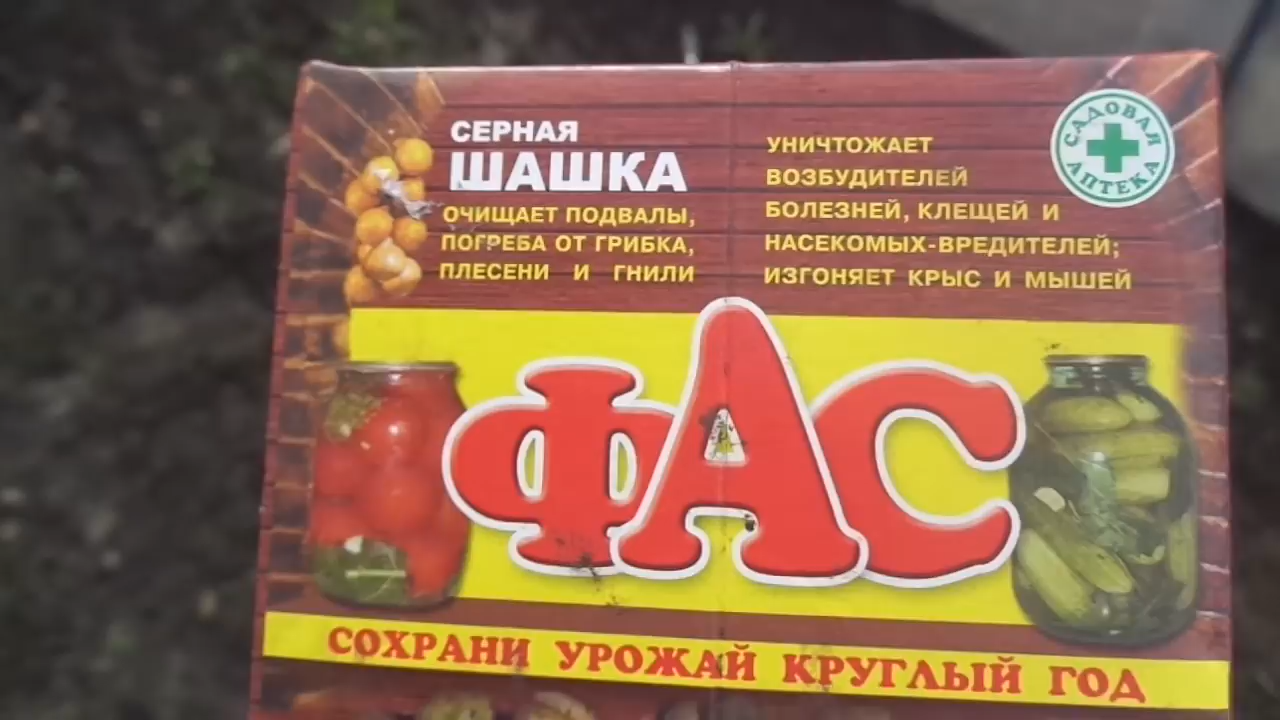 СЕРНАЯ
ШАШКА
ОЧИЩАЕТ ПОДВАЛЫ,
ПОГРЕБА ОТ ГРИБКА,
ПЛЕСЕНИ И ГНИЛИ
УНИЧТОЖАЕТ
ВОЗБУДИТЕЛЕЙ
БОЛЕЗНЕЙ, КЛЕЩЕЙ И
НАСЕКОМЫХ-ВРЕДИТЕЛЕЙ;
ИЗГОНЯЕТ КРЫС И МЫШЕЙ
САДОВАЯ
АПТЕКА
ФАС
СОХРАНИ УРОЖАЙ КРУГЛЫЙ ГОД